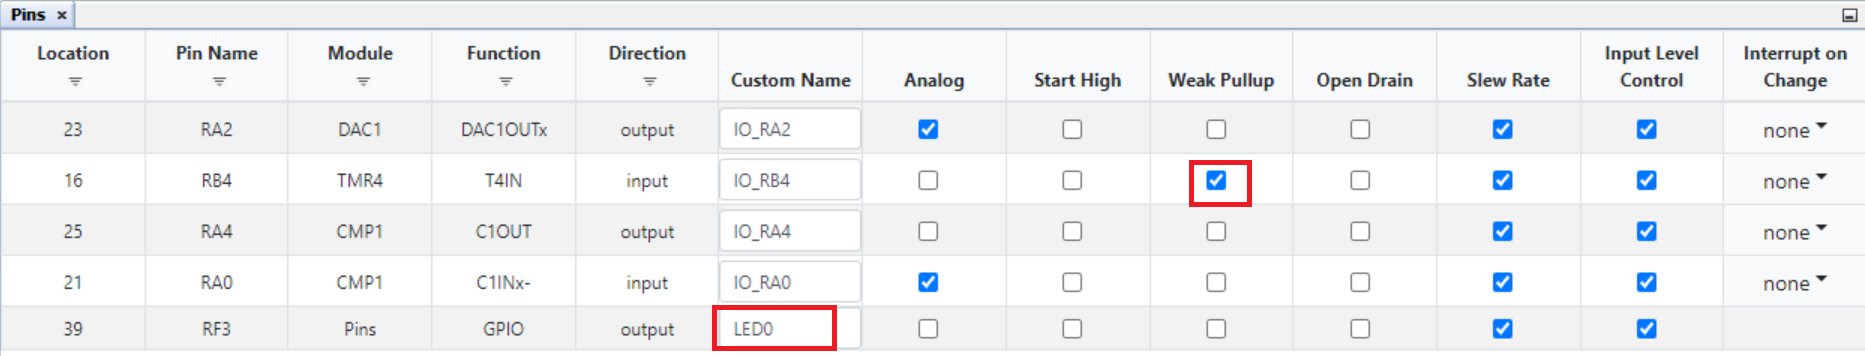 Pins x
Location Pin Name Module Function Direction Custom Name Analog Start High Weak Pullup Open Drain Slew Rate Input Level Control Interrupt on Change
23 RA2 DAC1 DAC1OUTx output IO_RA2 none
16 RB4 TMR4 T4IN input IO_RB4 none
25 RA4 CMP1 C1OUT output IO_RA4 none
21 RA0 CMP1 C1INx- input IO_RA0 none
39 RF3 Pins GPIO output LED0